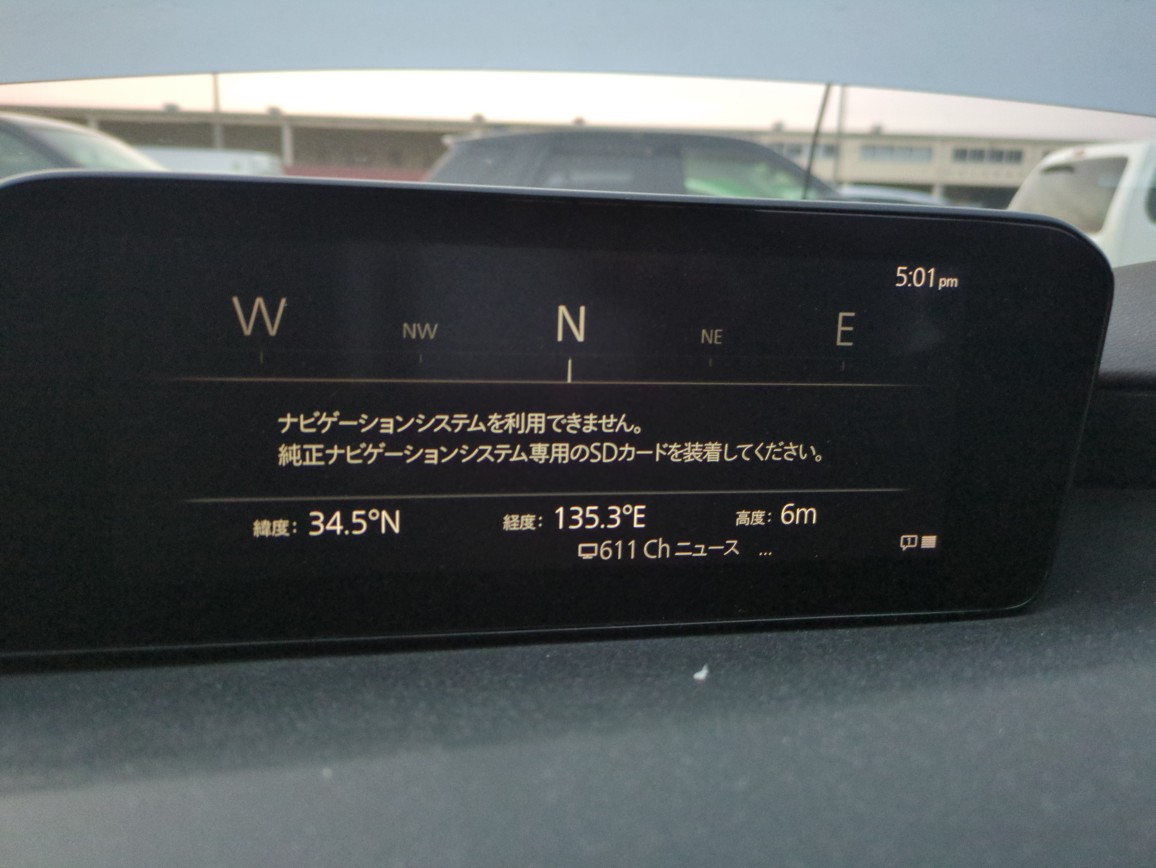 5:01pm
W NW N NE E
ナビゲーションシステムを利用できません。
純正ナビゲーションシステム専用のSDカードを装着してください。
緯度: 34.5°N 経度: 135.3°E 高度: 6m
611 Ch ニュース ...